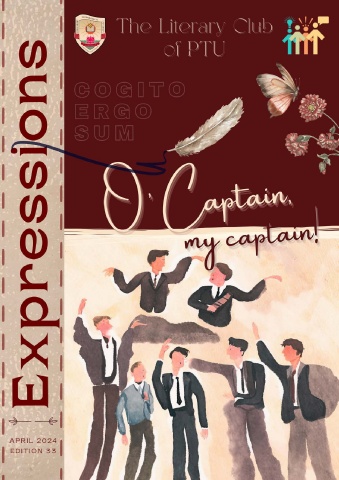 The Literary Club
of PTU
COGITO
ERGO
SUM
Expressions
O' Captain,
my captain!
APRIL 2024
EDITION 33